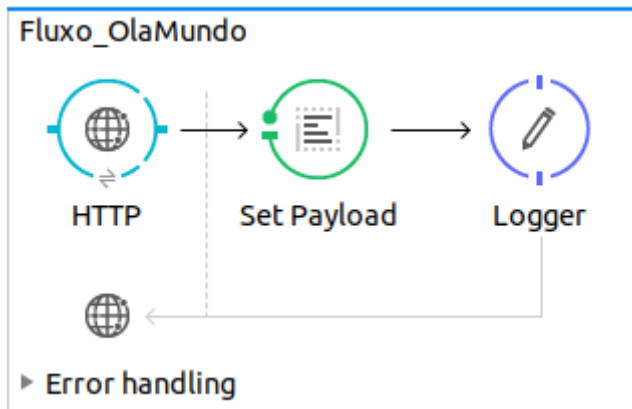 Fluxo_OlaMundo
HTTP
Set Payload
Logger
Error handling